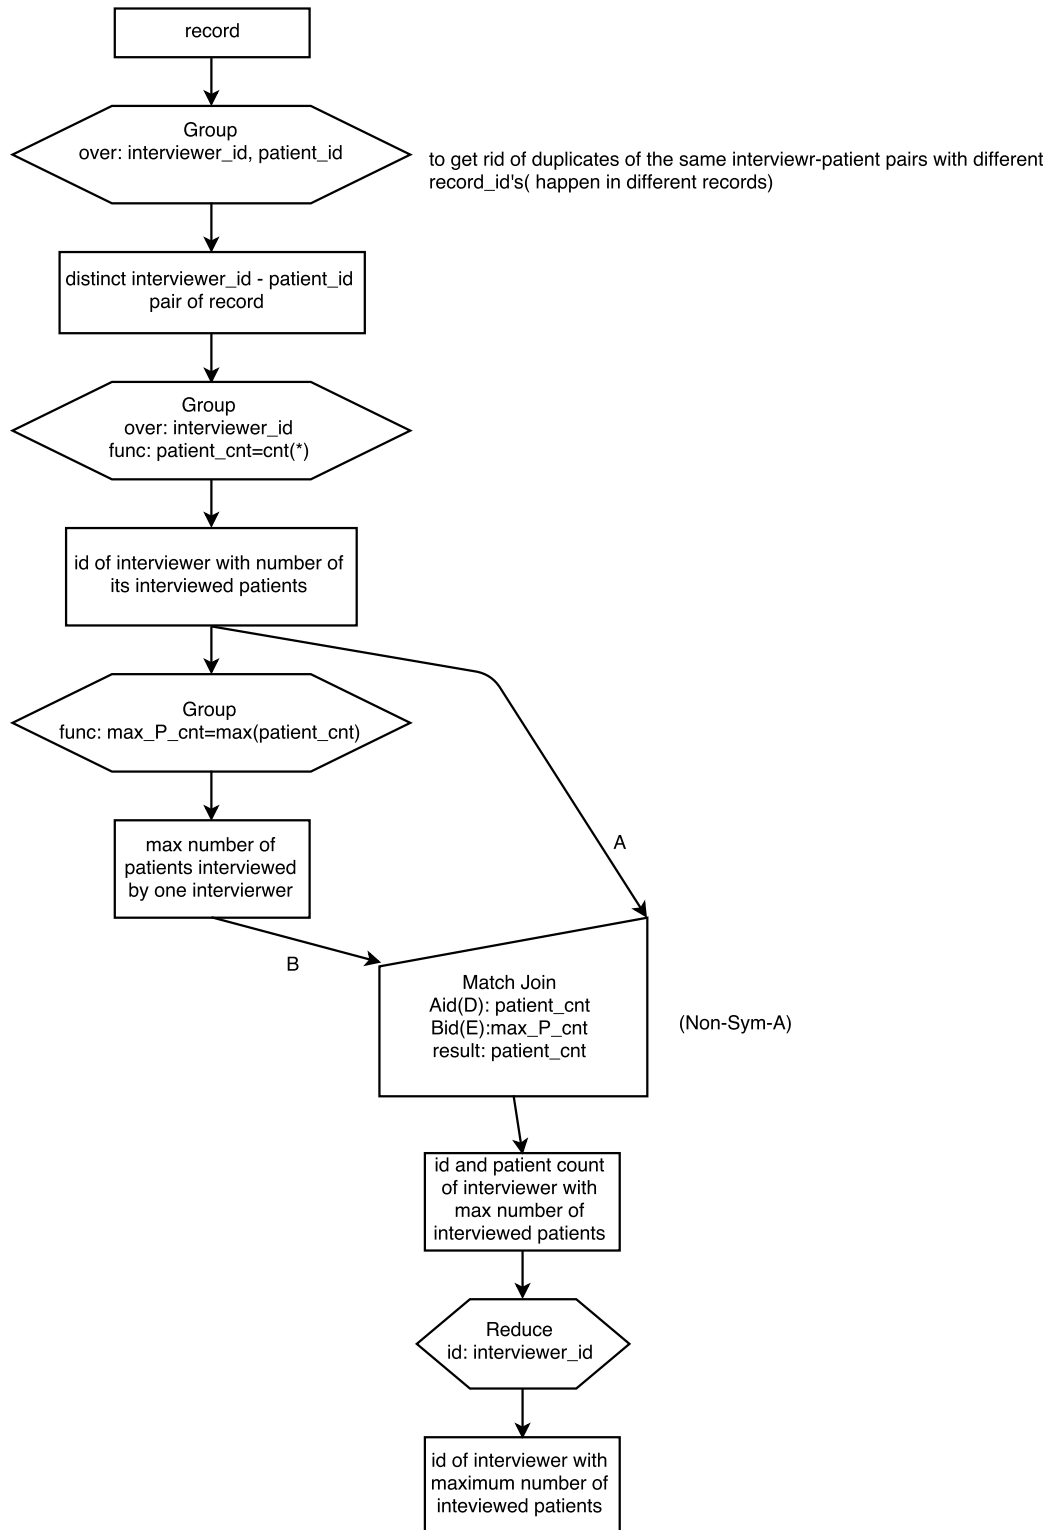 record
Group
over: interviewer_id, patient_id
to get rid of duplicates of the same interviewr-patient pairs with different
record_id's( happen in different records)
distinct interviewer_id - patient_id
pair of record
Group
over: interviewer_id
func: patient_cnt=cnt(*)
id of interviewer with number of
its interviewed patients
Group
func: max_P_cnt=max(patient_cnt)
max number of
patients interviewed
by one intervierwer
A
B
Match Join
Aid(D): patient_cnt
Bid(E):max_P_cnt
result: patient_cnt
(Non-Sym-A)
id and patient count
of interviewer with
max number of
interviewed patients
Reduce
id: interviewer_id
id of interviewer with
maximum number of
inteviewed patients